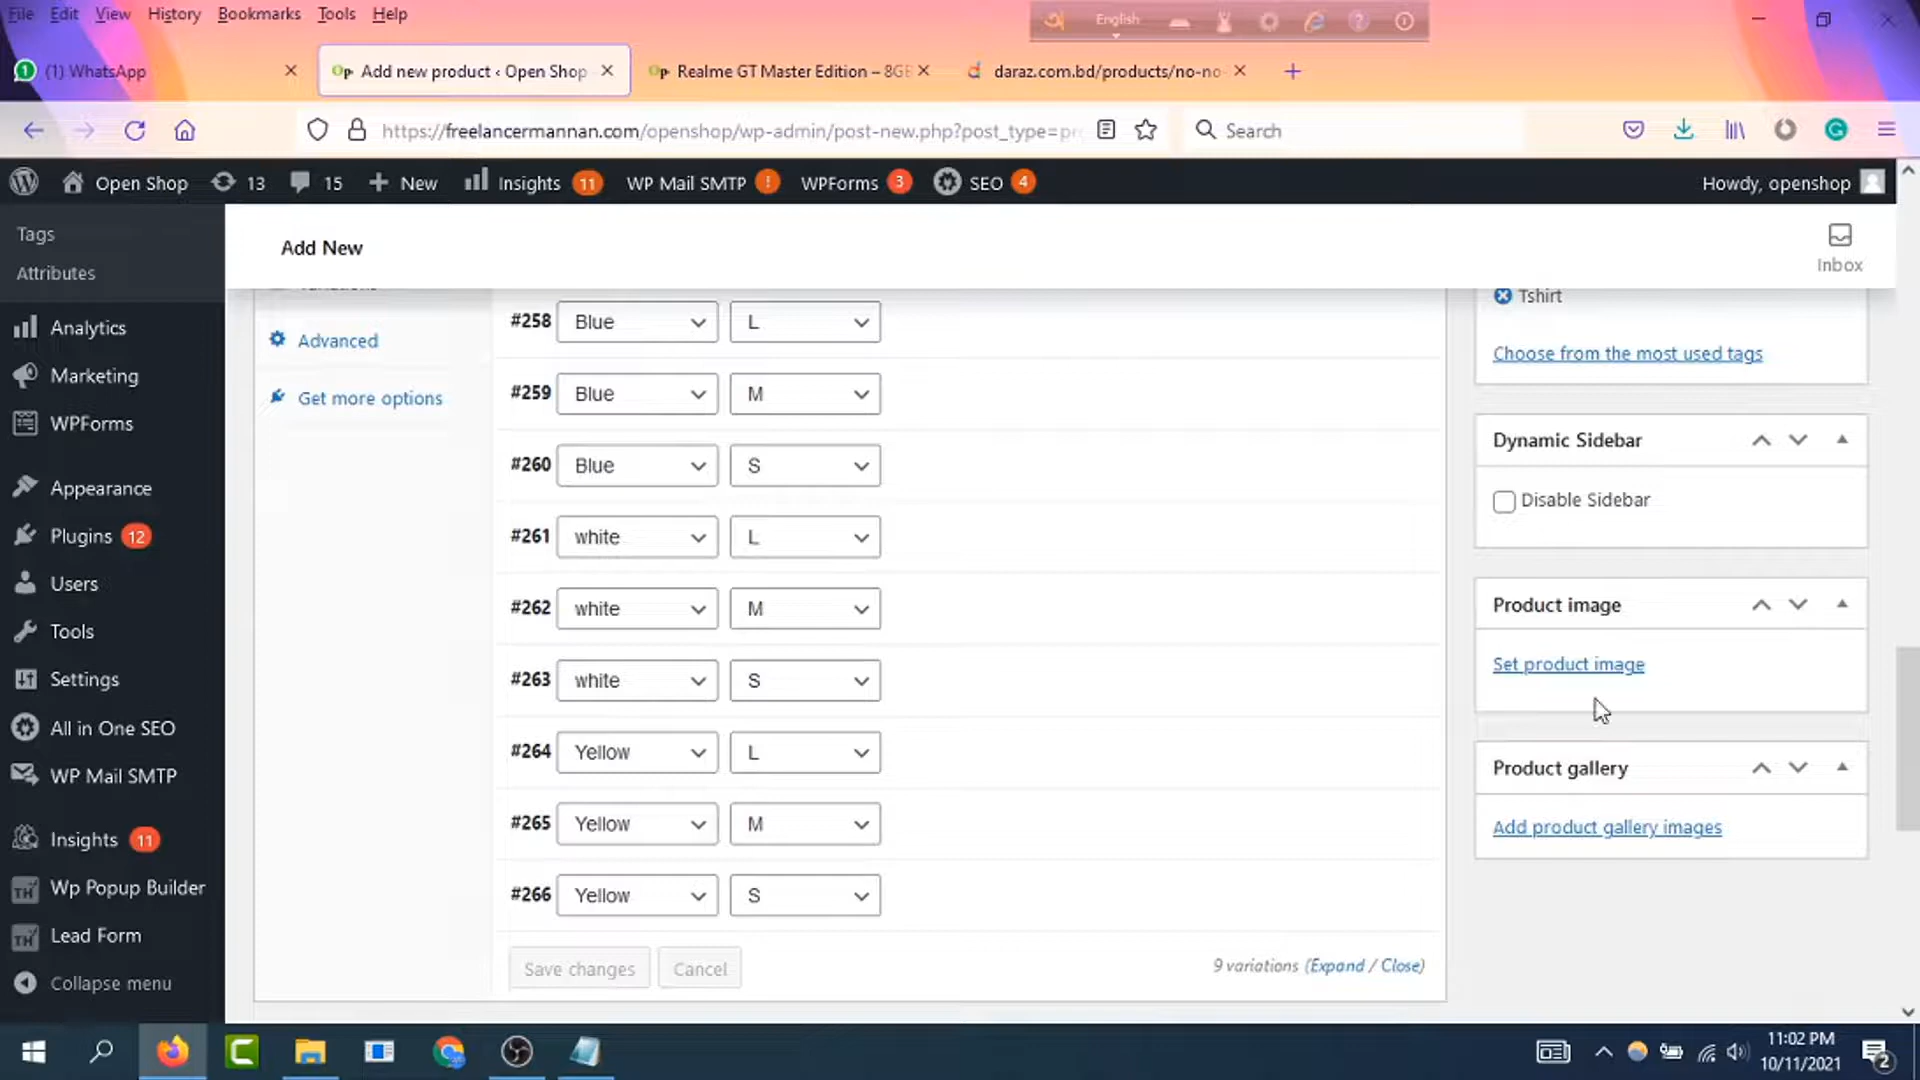 File Edit View History Bookmarks Tools Help
English
(1) WhatsApp
Add new product ‹ Open Shop
Realme GT Master Edition – 8GB
daraz.com.bd/products/no-no-
https://freelancermannan.com/openshop/wp-admin/post-new.php?post_type=pr
Search
Open Shop 13 15 New Insights 11 WP Mail SMTP ! WPForms 3 SEO 4
Howdy, openshop
Tags
Attributes
Analytics
Marketing
WPForms
Appearance
Plugins 12
Users
Tools
Settings
All in One SEO
WP Mail SMTP
Insights 11
Wp Popup Builder
Lead Form
Collapse menu
Add New
Inbox
Advanced
Get more options
#258 Blue L
#259 Blue M
#260 Blue S
#261 white L
#262 white M
#263 white S
#264 Yellow L
#265 Yellow M
#266 Yellow S
Save changes Cancel
9 variations (Expand / Close)
Tshirt
Choose from the most used tags
Dynamic Sidebar
Disable Sidebar
Product image
Set product image
Product gallery
Add product gallery images
11:02 PM
10/11/2021
2